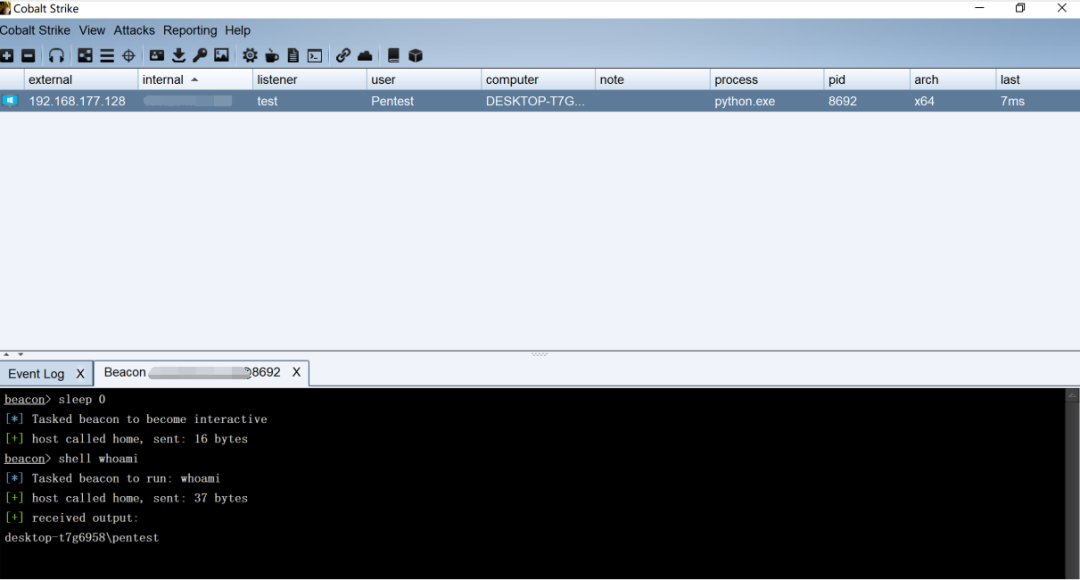 Cobalt Strike
Cobalt Strike View Attacks Reporting Help
external internal listener user computer note process pid arch last
192.168.177.128 test Pentest DESKTOP-T7G... python.exe 8692 x64 7ms
Event Log X Beacon 8692 X
beacon> sleep 0
[*] Tasked beacon to become interactive
[+] host called home, sent: 16 bytes
beacon> shell whoami
[*] Tasked beacon to run: whoami
[+] host called home, sent: 37 bytes
[+] received output:
desktop-t7g6958\pentest